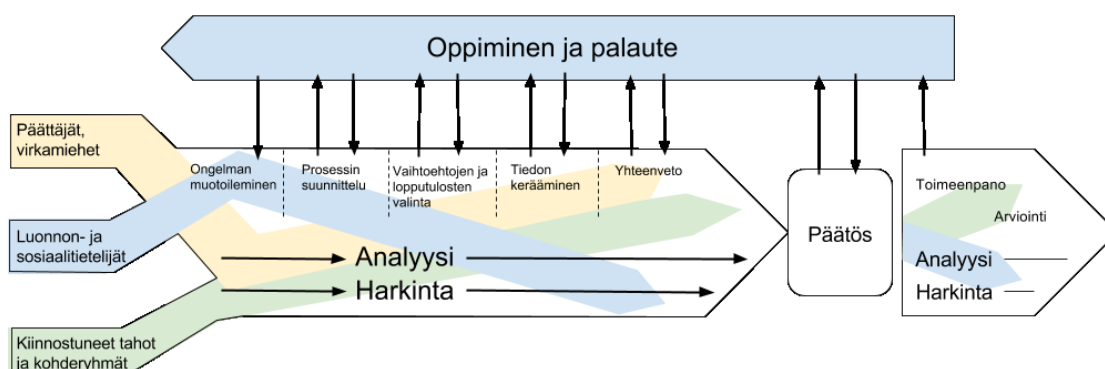 Oppiminen ja palaute
Päättäjät,
virkamiehet
Luonnon- ja
sosiaalitietelijät
Kiinnostuneet tahot
ja kohderyhmät
Ongelman
muotoileminen
Prosessin
suunnittelu
Vaihtoehtojen ja
lopputulosten
valinta
Tiedon
kerääminen
Yhteenveto
Analyysi
Harkinta
Päätös
Toimeenpano
Arviointi
Analyysi
Harkinta